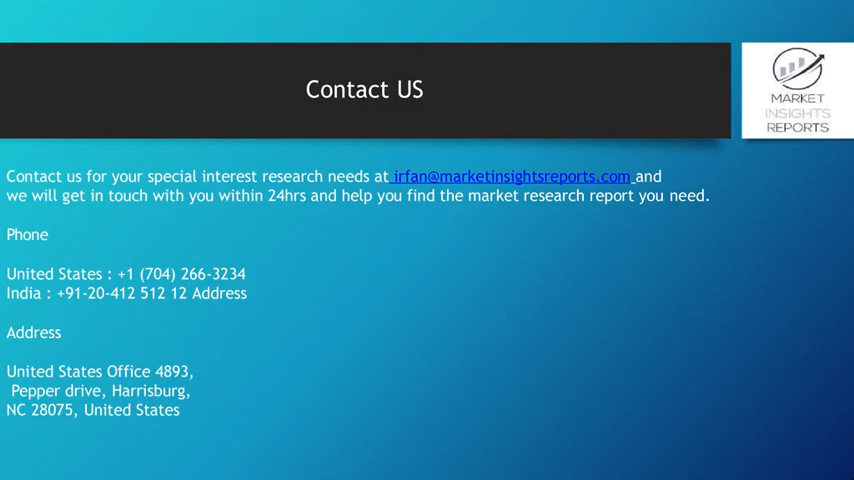 Contact US
MARKET
INSIGHTS
REPORTS
Contact us for your special interest research needs at irfan@marketinsightsreports.com and
we will get in touch with you within 24hrs and help you find the market research report you need.
Phone
United States : +1 (704) 266-3234
India : +91-20-412 512 12 Address
Address
United States Office 4893,
Pepper drive, Harrisburg,
NC 28075, United States